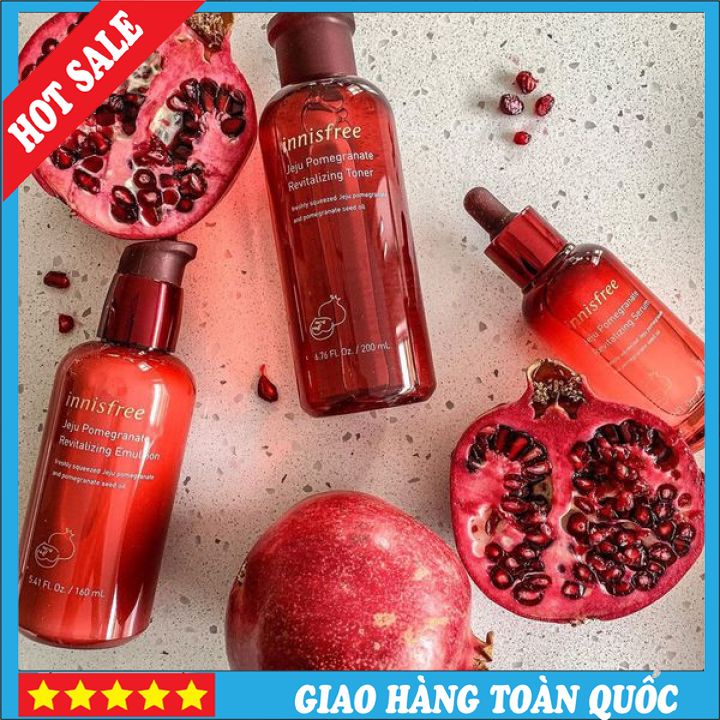 HOT SALE
innisfree
Jeju Pomegranate
Revitalizing Toner
freshly squeezed Jeju pomegranate
and pomegranate seed oil
6.76 Fl. Oz. / 200 mL
innisfree
Jeju Pomegranate
Revitalizing Serum
innisfree
Jeju Pomegranate
Revitalizing Emulsion
freshly squeezed Jeju pomegranate
and pomegranate seed oil
5.41 Fl. Oz. / 160 mL
GIAO HÀNG TOÀN QUỐC